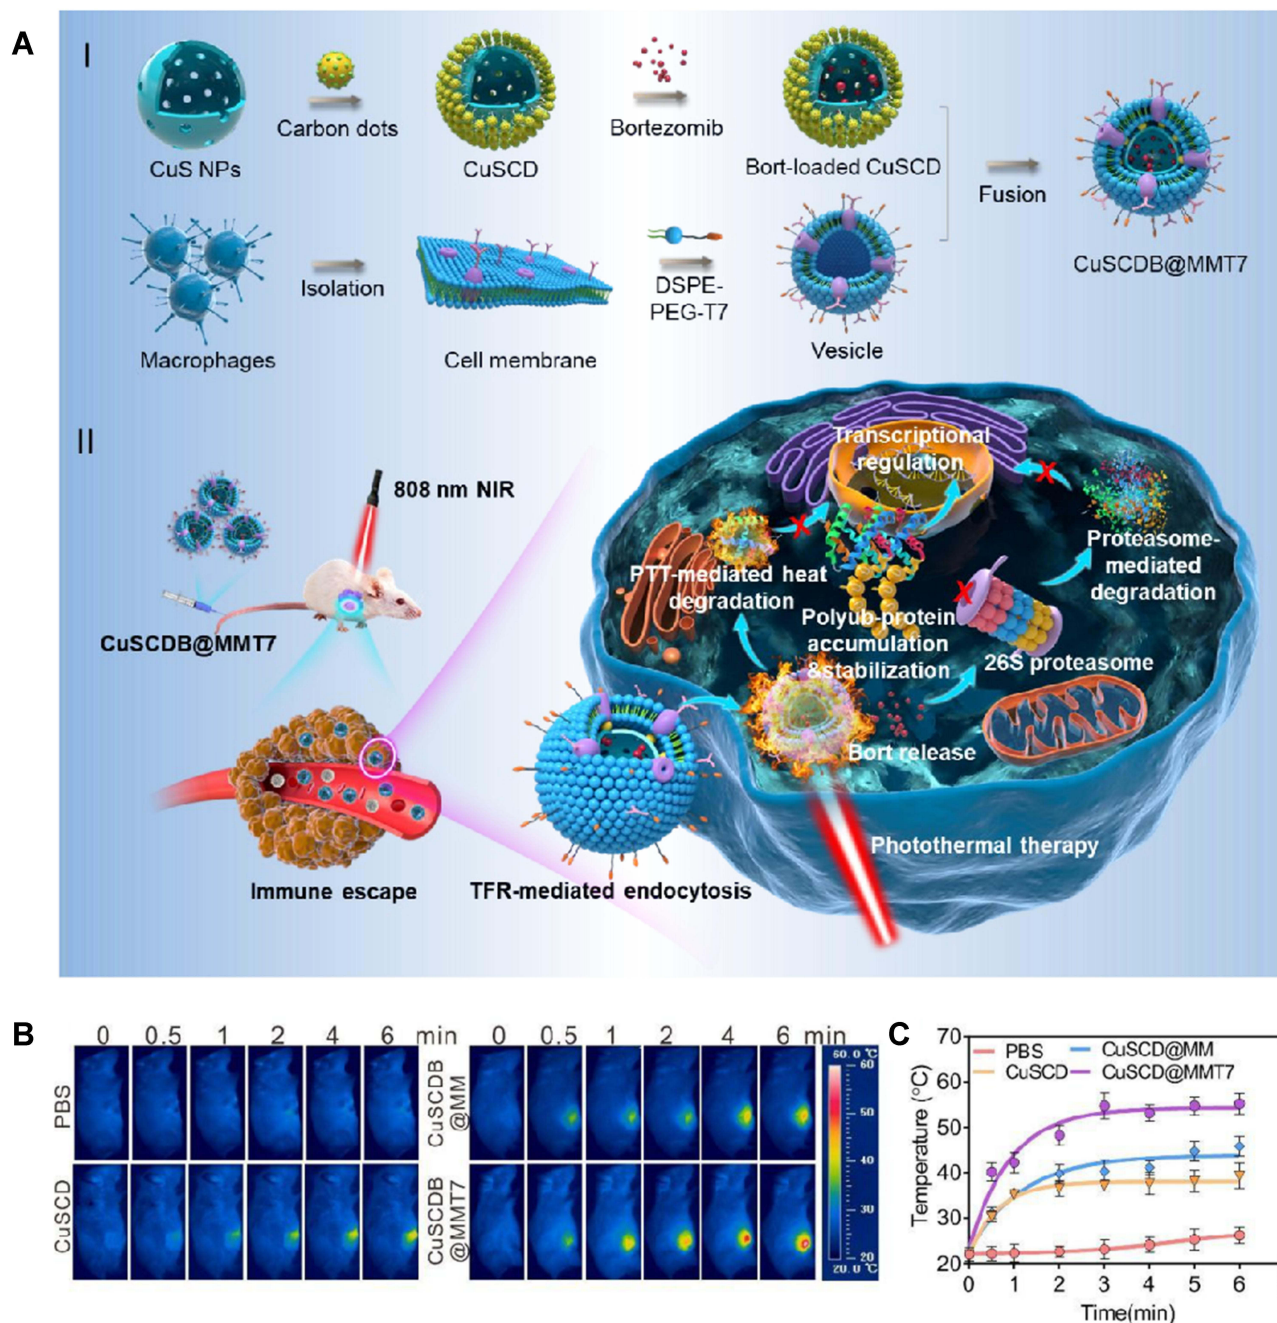 A
I
Carbon dots
Bortezomib
CuS NPs
CuSCD
Bort-loaded CuSCD
Fusion
CuSCDB@MMT7
Isolation
DSPE-
PEG-T7
Macrophages
Cell membrane
Vesicle
II
808 nm NIR
CuSCDB@MMT7
Immune escape
TFR-mediated endocytosis
Transcriptional
regulation
PTT-mediated heat
degradation
Polyub-protein
accumulation
&stabilization
Proteasome-
mediated
degradation
26S proteasome
Bort release
Photothermal therapy
B
0 0.5 1 2 4 6 min
PBS
CuSCD
0 0.5 1 2 4 6 min
CuSCDB
@MM
CuSCDB
@MMT7
60.0 ℃
60
50
40
30
20
20.0 ℃
C
PBS
CuSCD
CuSCD@MM
CuSCD@MMT7
Temperature (°C)
70
60
50
40
30
20
0 1 2 3 4 5 6
Time(min)